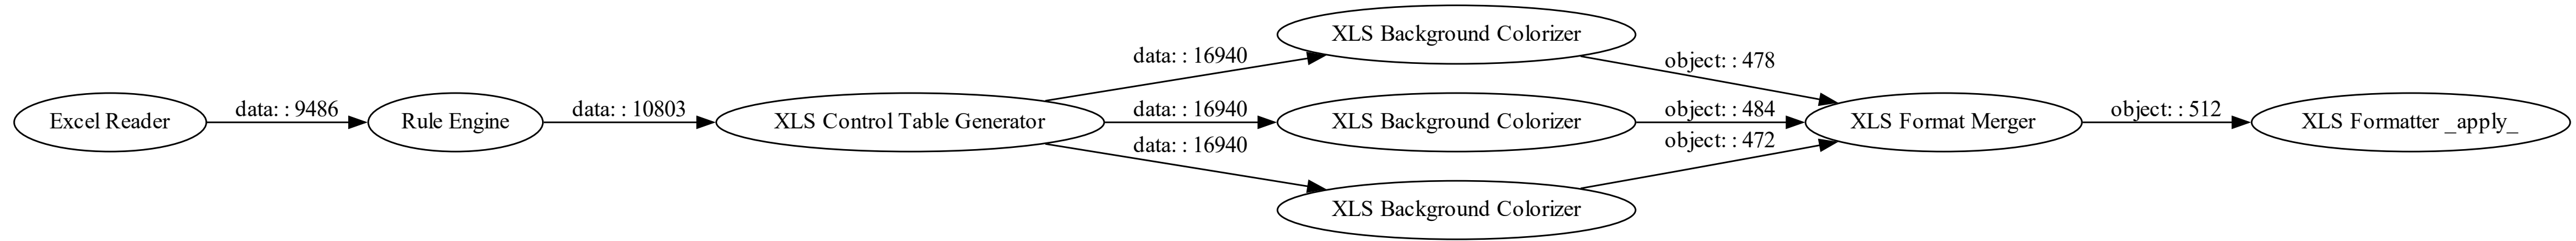 Excel Reader
data: : 9486
Rule Engine
data: : 10803
XLS Control Table Generator
data: : 16940
data: : 16940
data: : 16940
XLS Background Colorizer
XLS Background Colorizer
XLS Background Colorizer
object: : 478
object: : 484
object: : 472
XLS Format Merger
object: : 512
XLS Formatter _apply_